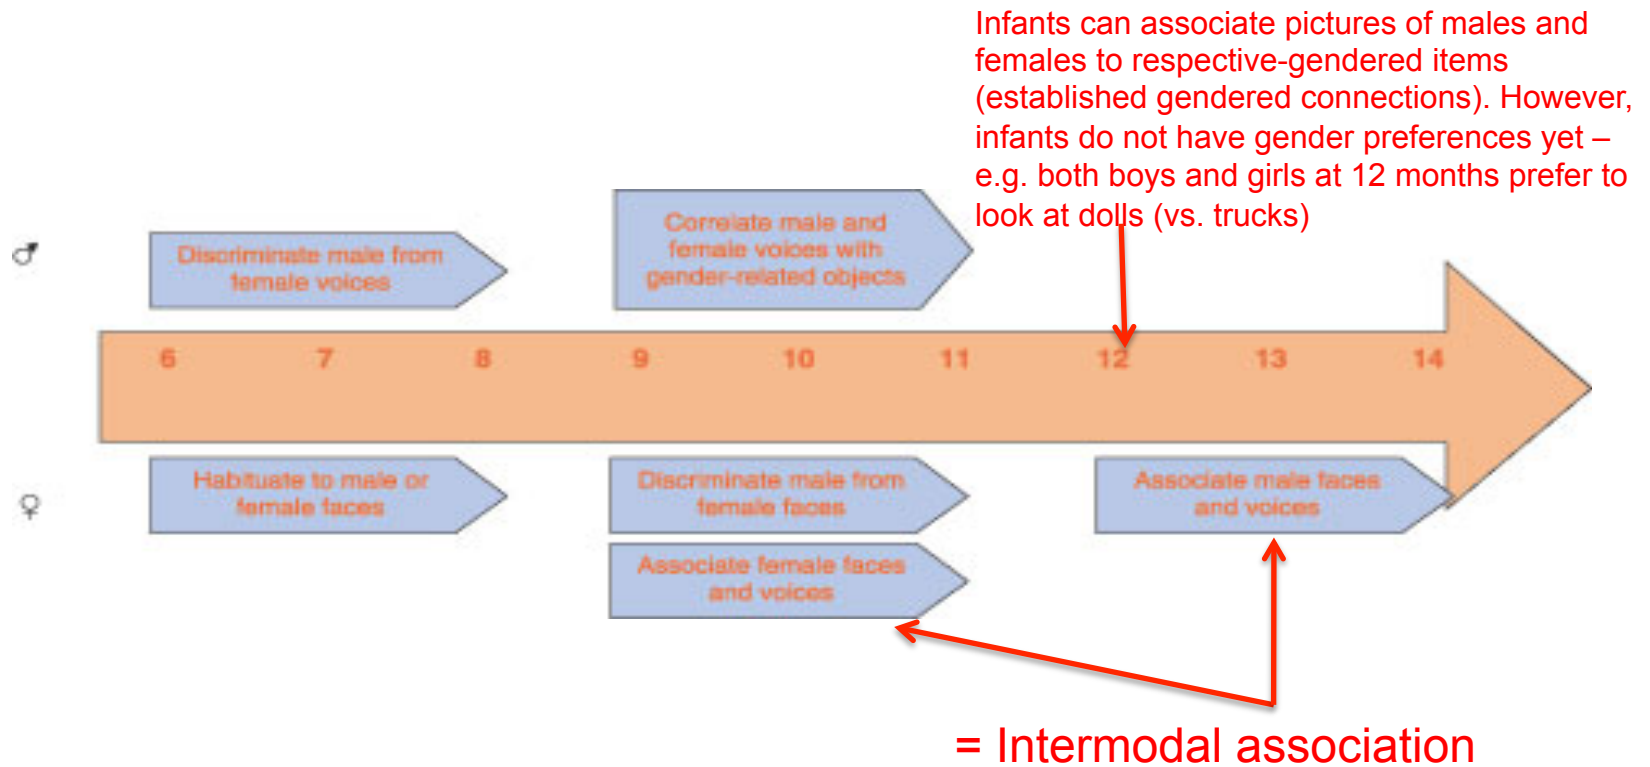 Infants can associate pictures of males and
females to respective-gendered items
(established gendered connections). However,
infants do not have gender preferences yet –
e.g. both boys and girls at 12 months prefer to
look at dolls (vs. trucks)
♂
Discriminate male from
female voices
Correlate male and
female voices with
gender-related objects
6 7 8 9 10 11 12 13 14
♀
Habituate to male or
female faces
Discriminate male from
female faces
Associate male faces
and voices
Associate female faces
and voices
= Intermodal association